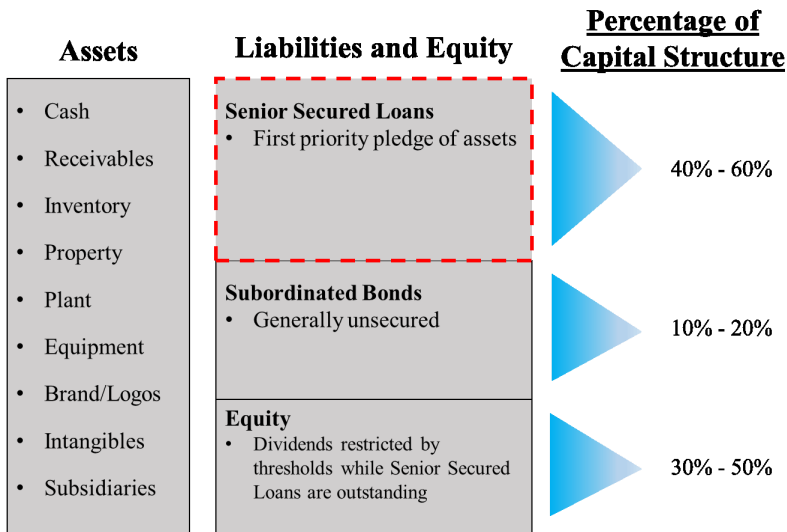 Assets
• Cash
• Receivables
• Inventory
• Property
• Plant
• Equipment
• Brand/Logos
• Intangibles
• Subsidiaries
Liabilities and Equity
Senior Secured Loans
• First priority pledge of assets
Subordinated Bonds
• Generally unsecured
Equity
• Dividends restricted by
thresholds while Senior Secured
Loans are outstanding
Percentage of
Capital Structure
40% - 60%
10% - 20%
30% - 50%